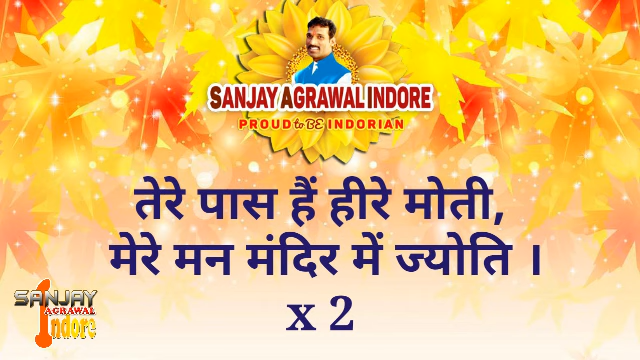 SANJAY AGRAWAL INDORE
PROUD to BE INDORIAN
तेरे पास हैं हीरे मोती,
मेरे मन मंदिर में ज्योति ।
x 2
SANJAY
AGRAWAL
Indore